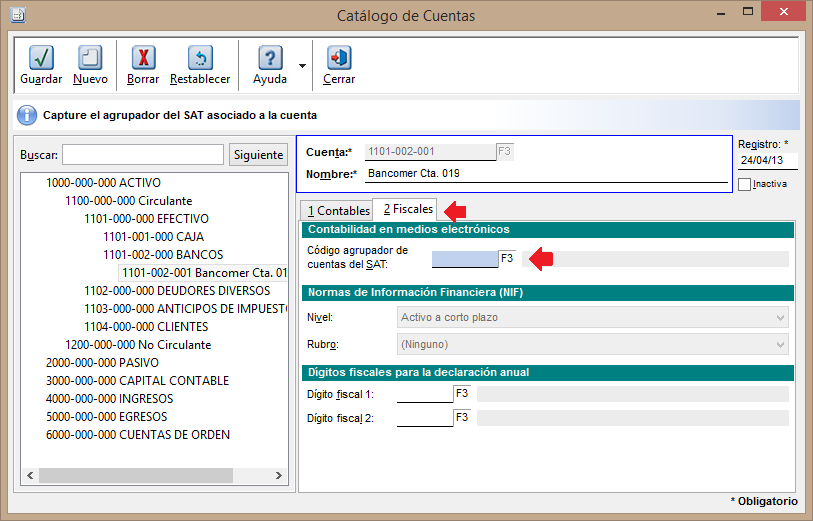 Catálogo de Cuentas
Guardar Nuevo Borrar Restablecer Ayuda Cerrar
Capture el agrupador del SAT asociado a la cuenta
Buscar: Siguiente
1000-000-000 ACTIVO
1100-000-000 Circulante
1101-000-000 EFECTIVO
1101-001-000 CAJA
1101-002-000 BANCOS
1101-002-001 Bancomer Cta. 01
1102-000-000 DEUDORES DIVERSOS
1103-000-000 ANTICIPOS DE IMPUEST
1104-000-000 CLIENTES
1200-000-000 No Circulante
2000-000-000 PASIVO
3000-000-000 CAPITAL CONTABLE
4000-000-000 INGRESOS
5000-000-000 EGRESOS
6000-000-000 CUENTAS DE ORDEN
Cuenta:* 1101-002-001 F3
Nombre:* Bancomer Cta. 019
Registro: *
24/04/13
Inactiva
1 Contables 2 Fiscales
Contabilidad en medios electrónicos
Código agrupador de
cuentas del SAT: F3
Normas de Información Financiera (NIF)
Nivel: Activo a corto plazo
Rubro: (Ninguno)
Dígitos fiscales para la declaración anual
Dígito fiscal 1: F3
Dígito fiscal 2: F3
* Obligatorio